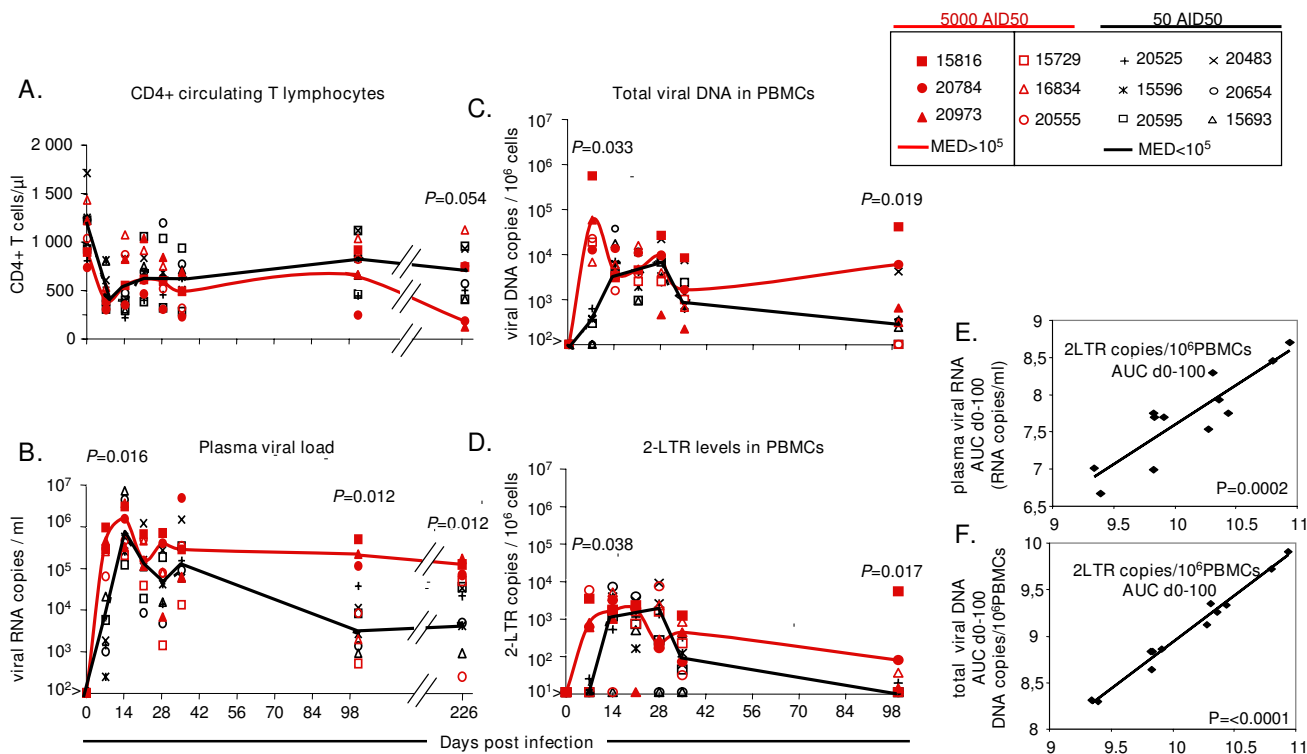 5000 AID50
50 AID50
15816
15729
20525
20483
20784
16834
15596
20654
20973
20555
20595
15693
MED>10⁵
MED<10⁵
A.
CD4+ circulating T lymphocytes
CD4+ T cells/µl
2 000
1 500
1 000
500
0
P=0.054
C.
Total viral DNA in PBMCs
viral DNA copies / 10⁶ cells
10⁷
10⁶
10⁵
10⁴
10³
10²>
P=0.033
P=0.019
B.
Plasma viral load
viral RNA copies / ml
10⁷
10⁶
10⁵
10⁴
10³
10²>
P=0.016
P=0.012
P=0.012
0 14 28 42 56 70 84 98 226
D.
2-LTR levels in PBMCs
2-LTR copies / 10⁶ cells
10⁷
10⁶
10⁵
10⁴
10³
10²
10¹>
P=0.038
P=0.017
0 14 28 42 56 70 84 98
Days post infection
E.
plasma viral RNA
AUC d0-100
(RNA copies/ml)
9
8,5
8
7,5
7
6,5
2LTR copies/10⁶PBMCs
AUC d0-100
P=0.0002
9 9.5 10 10.5 11
F.
total viral DNA
AUC d0-100
DNA copies/10⁶PBMCs
10
9.5
9
8.5
8
2LTR copies/10⁶PBMCs
AUC d0-100
P=<0.0001
9 9.5 10 10.5 11